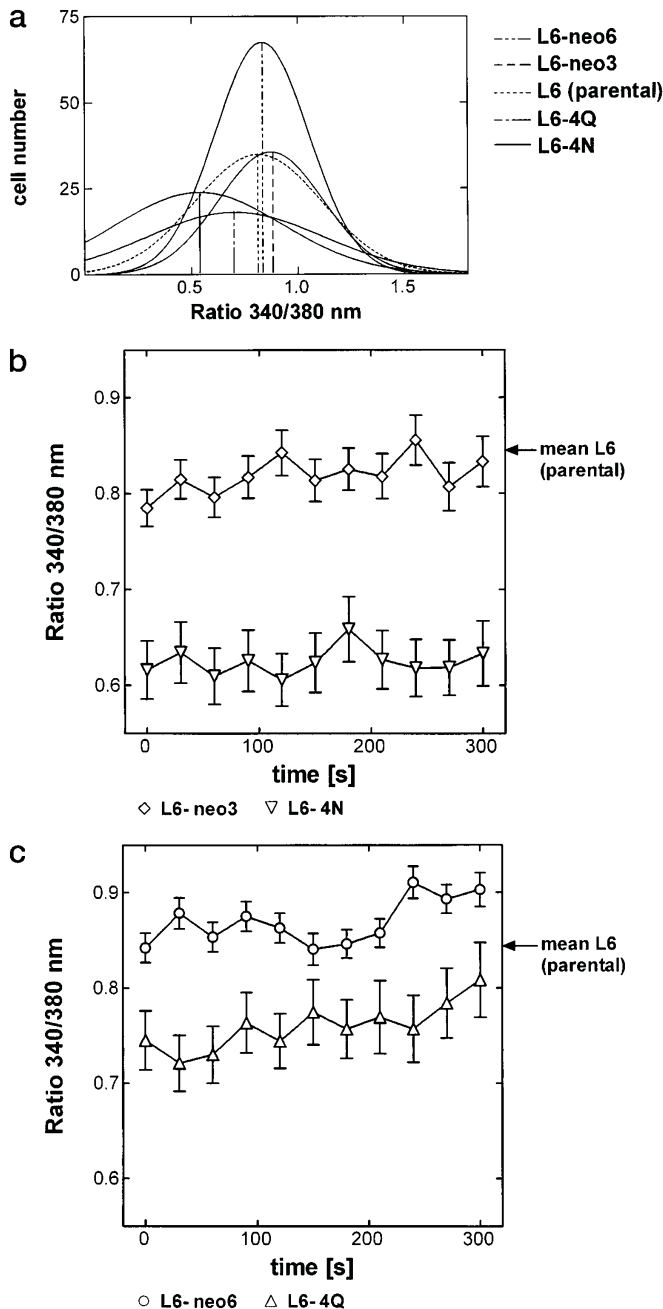 a
75
50
25
0
cell number
0.5 1.0 1.5
Ratio 340/380 nm
L6-neo6
L6-neo3
L6 (parental)
L6-4Q
L6-4N
b
0.9
0.8
0.7
0.6
Ratio 340/380 nm
mean L6
(parental)
0 100 200 300
time [s]
L6- neo3 L6- 4N
c
0.9
0.8
0.7
0.6
Ratio 340/380 nm
mean L6
(parental)
0 100 200 300
time [s]
L6- neo6 L6- 4Q